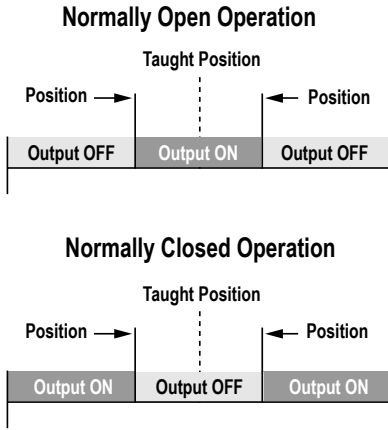 Normally Open Operation
Taught Position
Position Position
Output OFF Output ON Output OFF
Normally Closed Operation
Taught Position
Position Position
Output ON Output OFF Output ON